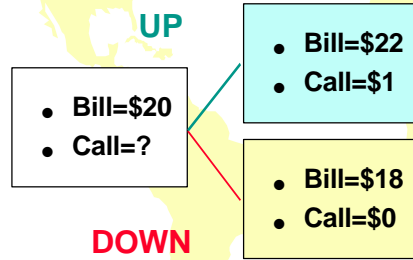 UP
• Bill=$22
• Call=$1
• Bill=$20
• Call=?
• Bill=$18
• Call=$0
DOWN